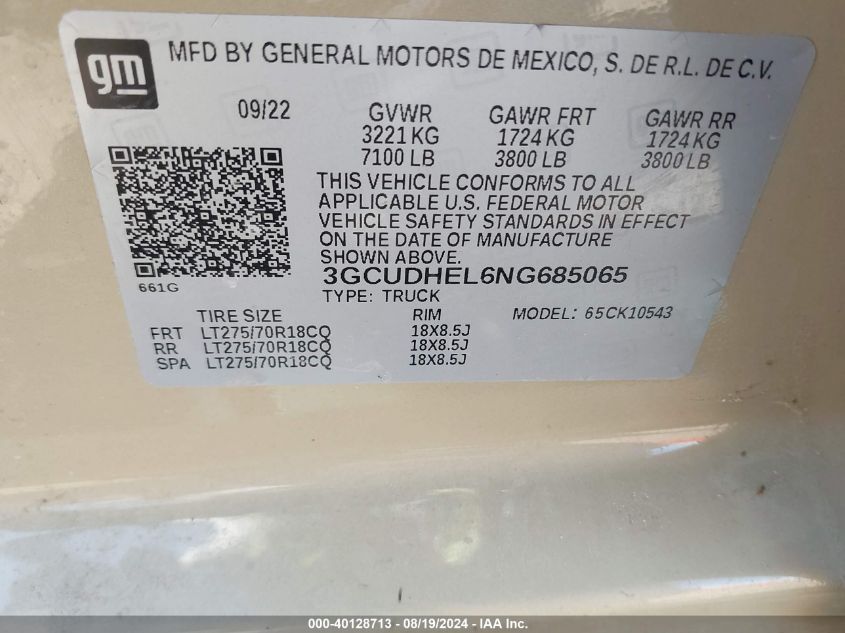 gm
MFD BY GENERAL MOTORS DE MEXICO, S. DE R.L. DE C.V.
09/22 GVWR GAWR FRT GAWR RR
3221 KG 1724 KG 1724 KG
7100 LB 3800 LB 3800 LB
THIS VEHICLE CONFORMS TO ALL
APPLICABLE U.S. FEDERAL MOTOR
VEHICLE SAFETY STANDARDS IN EFFECT
ON THE DATE OF MANUFACTURE
SHOWN ABOVE.
3GCUDHEL6NG685065
661G
TYPE: TRUCK
TIRE SIZE RIM MODEL: 65CK10543
FRT LT275/70R18CQ 18X8.5J
RR LT275/70R18CQ 18X8.5J
SPA LT275/70R18CQ 18X8.5J
000-40128713 - 08/19/2024 - IAA Inc.